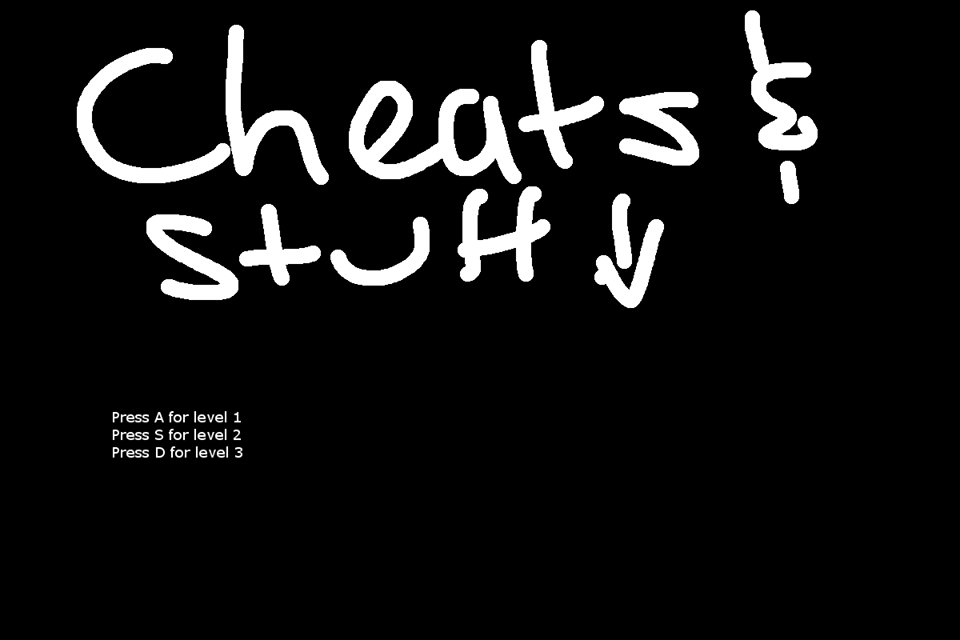 Cheats &
Stuff ↓
Press A for level 1
Press S for level 2
Press D for level 3